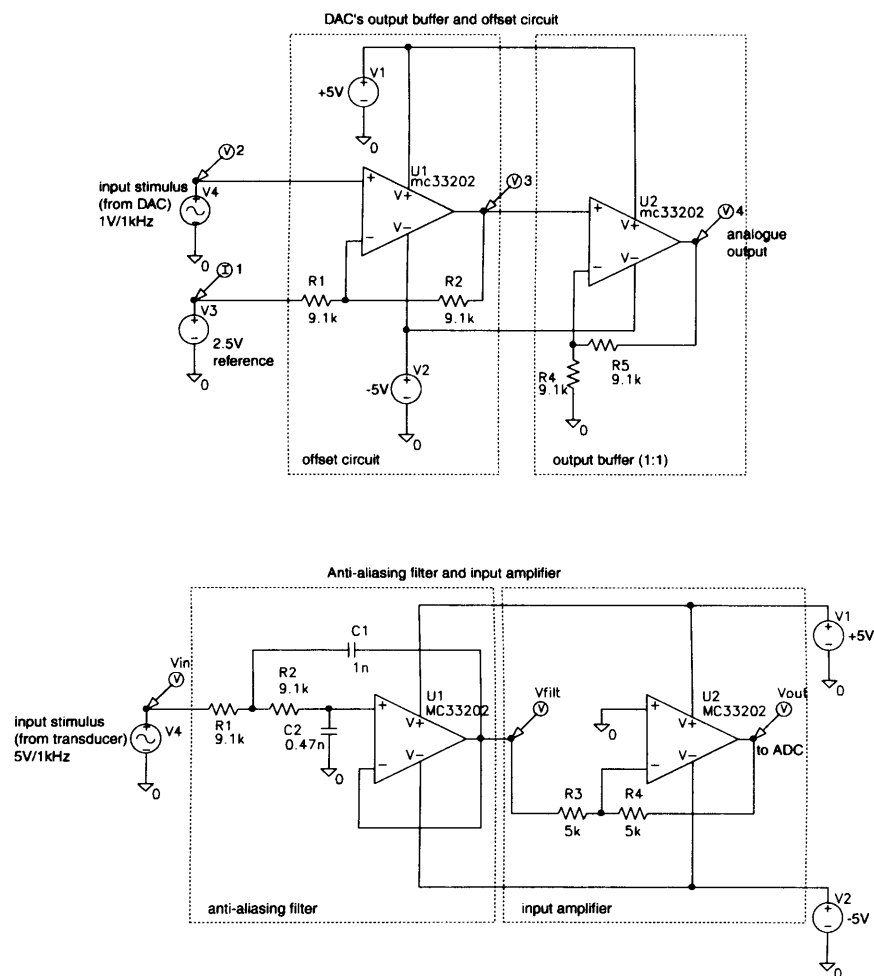 DAC's output buffer and offset circuit
V1
+5V
0
V2
input stimulus
(from DAC)
1V/1kHz
V4
0
U1
mc33202
V+
V-
+
-
V3
U2
mc33202
V+
V-
+
-
V4
analogue
output
I1
V3
2.5V
reference
0
R1
9.1k
R2
9.1k
V2
-5V
0
R4
9.1k
R5
9.1k
0
offset circuit
output buffer (1:1)
Anti-aliasing filter and input amplifier
Vin
V
input stimulus
(from transducer)
5V/1kHz
V4
0
R1
9.1k
R2
9.1k
C1
1n
C2
0.47n
0
U1
MC33202
V+
V-
+
-
Vfilt
V
0
U2
MC33202
V+
V-
+
-
Vout
V
to ADC
R3
5k
R4
5k
V1
+5V
0
V2
-5V
0
anti-aliasing filter
input amplifier